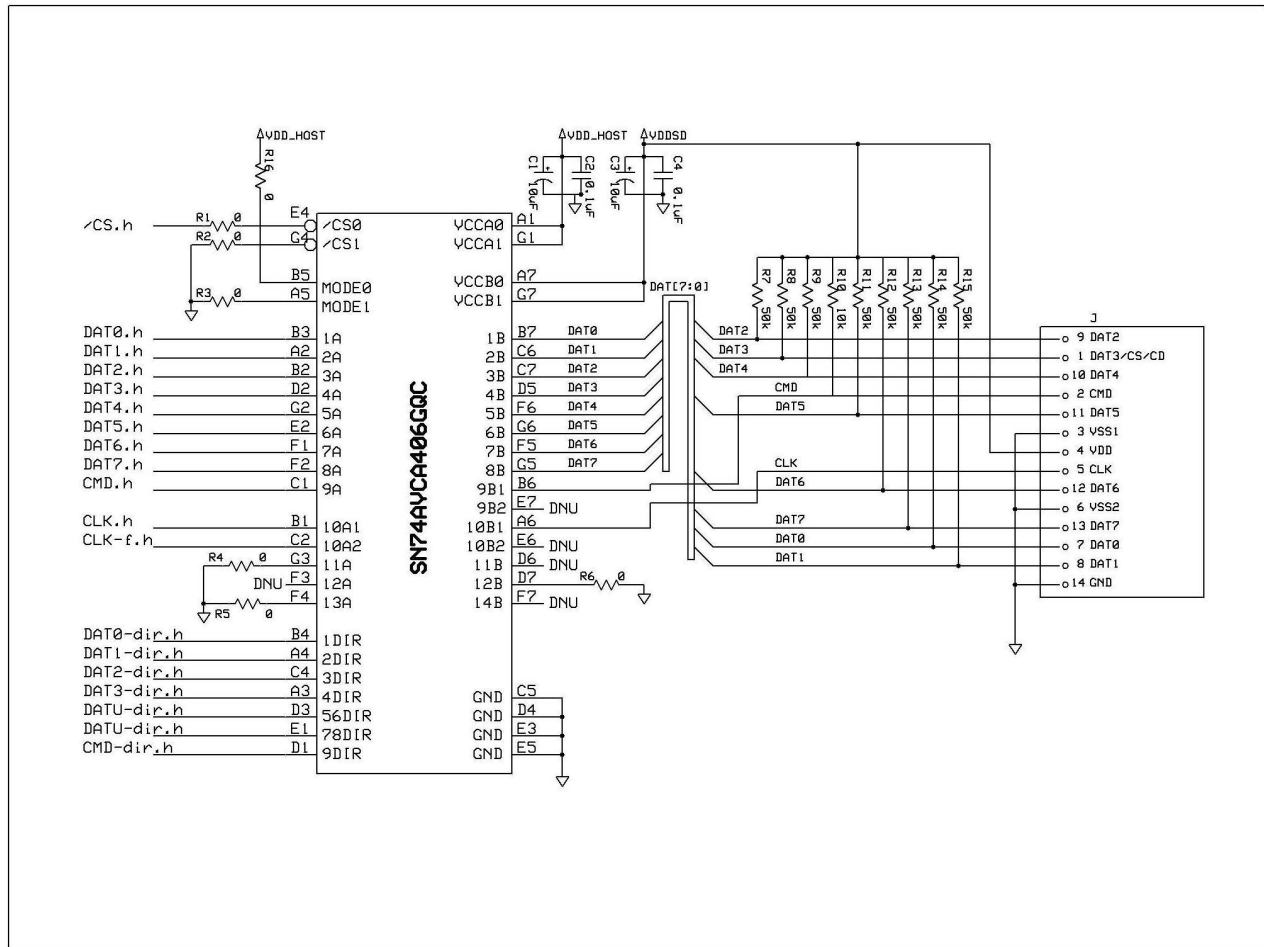 VDD_HOST
VDD_HOST
VDDSD
R16
0
C1
10uF
C2
0.1uF
C3
10uF
C4
0.1uF
/CS.h
R1 0
E4
/CS0
R2 0
G4
/CS1
B5
MODE0
R3 0
A5
MODE1
VCCA0
A1
VCCA1
G1
VCCB0
A7
VCCB1
G7
DAT[7:0]
SN74AVCA406GQC
DAT0.h B3 1A
DAT1.h A2 2A
DAT2.h B2 3A
DAT3.h D2 4A
DAT4.h G2 5A
DAT5.h E2 6A
DAT6.h F1 7A
DAT7.h F2 8A
CMD.h C1 9A
CLK.h B1 10A1
CLK-f.h C2 10A2
R4 0 G3 11A
DNU F3 12A
R5 0 F4 13A
DAT0-dir.h B4 1DIR
DAT1-dir.h A4 2DIR
DAT2-dir.h C4 3DIR
DAT3-dir.h A3 4DIR
DATU-dir.h D3 56DIR
DATU-dir.h E1 78DIR
CMD-dir.h D1 9DIR
1B B7 DAT0
2B C6 DAT1
3B C7 DAT2
4B D5 DAT3
5B F6 DAT4
6B G6 DAT5
7B F5 DAT6
8B G5 DAT7
9B1 B6
9B2 E7 DNU
10B1 A6
10B2 E6 DNU
11B D6 DNU
12B D7 R6 0
14B F7 DNU
GND C5
GND D4
GND E3
GND E5
R7 50k
R8 50k
R9 50k
R10 10k
R11 50k
R12 50k
R13 50k
R14 50k
R15 50k
DAT2
DAT3
DAT4
CMD
DAT5
CLK
DAT6
DAT7
DAT0
DAT1
J
9 DAT2
1 DAT3/CS/CD
10 DAT4
2 CMD
11 DAT5
3 VSS1
4 VDD
5 CLK
12 DAT6
6 VSS2
13 DAT7
7 DAT0
8 DAT1
14 GND